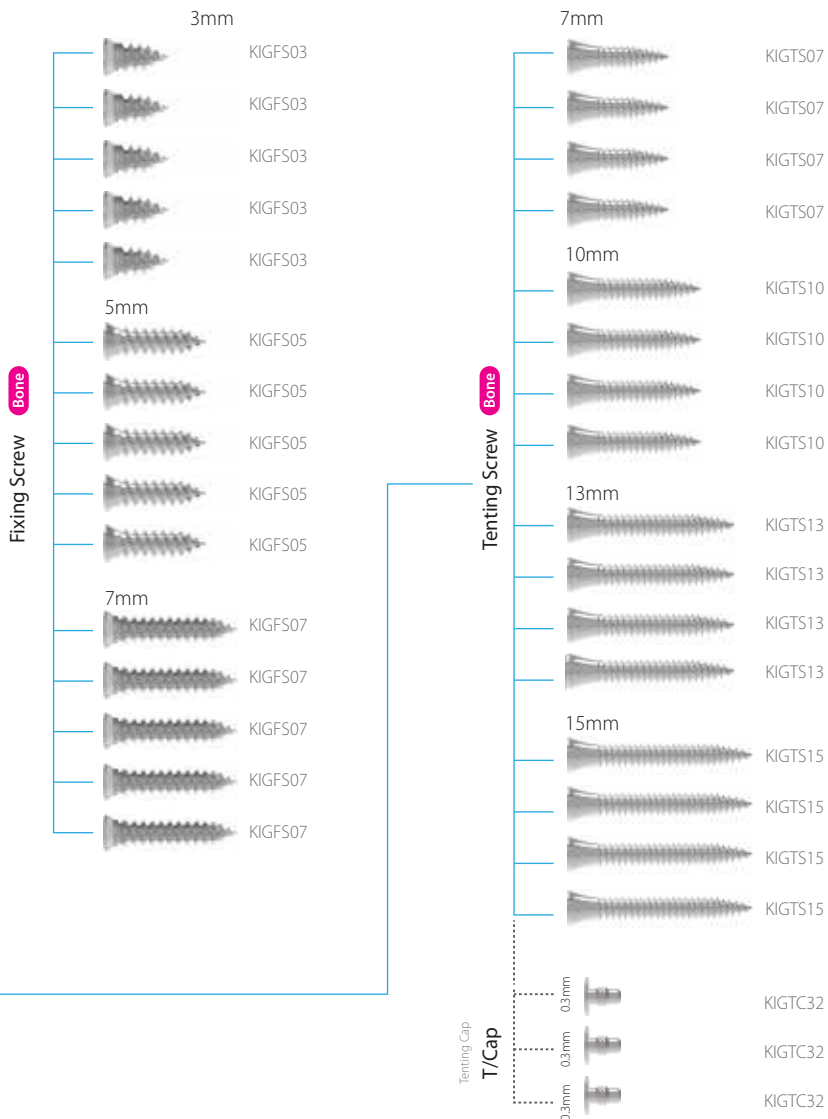 3mm
KIGFS03
KIGFS03
KIGFS03
KIGFS03
KIGFS03
5mm
KIGFS05
KIGFS05
KIGFS05
KIGFS05
KIGFS05
7mm
KIGFS07
KIGFS07
KIGFS07
KIGFS07
KIGFS07
Fixing Screw Bone
7mm
KIGTS07
KIGTS07
KIGTS07
KIGTS07
10mm
KIGTS10
KIGTS10
KIGTS10
KIGTS10
13mm
KIGTS13
KIGTS13
KIGTS13
KIGTS13
15mm
KIGTS15
KIGTS15
KIGTS15
KIGTS15
Tenting Screw Bone
Tenting Cap
T/Cap
0.3mm
KIGTC32
0.3mm
KIGTC32
0.3mm
KIGTC32